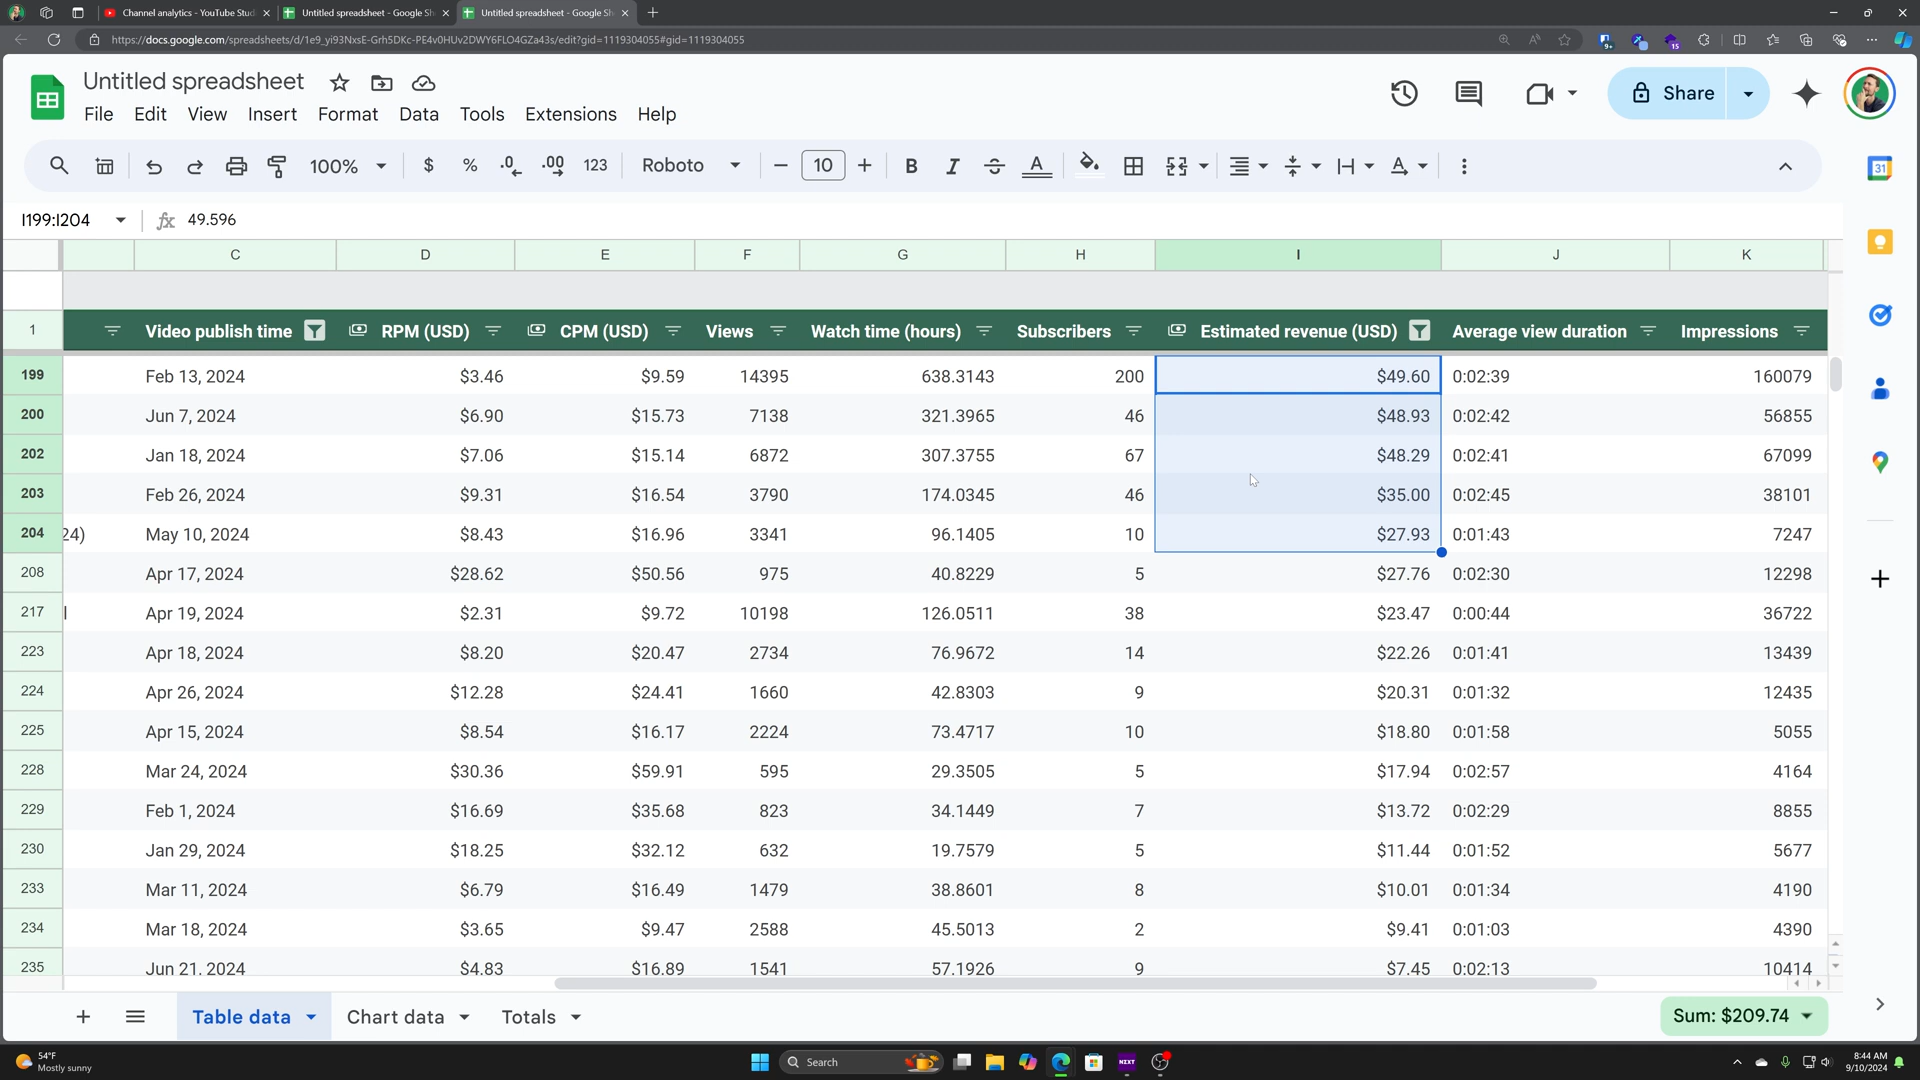 Channel analytics - YouTube Stud
Untitled spreadsheet - Google Sh
Untitled spreadsheet - Google Sh
https://docs.google.com/spreadsheets/d/1e9_yi93NxsE-Grh5DKc-PE4v0HUv2DWY6FLO4GZa43s/edit?gid=1119304055#gid=1119304055
9+
15
Untitled spreadsheet
File Edit View Insert Format Data Tools Extensions Help
Share
100% $ % .0 .00 123 Roboto 10 B I S A A
31
I199:I204 fx 49.596
C D E F G H I J K
1 Video publish time RPM (USD) CPM (USD) Views Watch time (hours) Subscribers Estimated revenue (USD) Average view duration Impressions
199 Feb 13, 2024 $3.46 $9.59 14395 638.3143 200 $49.60 0:02:39 160079
200 Jun 7, 2024 $6.90 $15.73 7138 321.3965 46 $48.93 0:02:42 56855
202 Jan 18, 2024 $7.06 $15.14 6872 307.3755 67 $48.29 0:02:41 67099
203 Feb 26, 2024 $9.31 $16.54 3790 174.0345 46 $35.00 0:02:45 38101
204 24) May 10, 2024 $8.43 $16.96 3341 96.1405 10 $27.93 0:01:43 7247
208 Apr 17, 2024 $28.62 $50.56 975 40.8229 5 $27.76 0:02:30 12298
217 l Apr 19, 2024 $2.31 $9.72 10198 126.0511 38 $23.47 0:00:44 36722
223 Apr 18, 2024 $8.20 $20.47 2734 76.9672 14 $22.26 0:01:41 13439
224 Apr 26, 2024 $12.28 $24.41 1660 42.8303 9 $20.31 0:01:32 12435
225 Apr 15, 2024 $8.54 $16.17 2224 73.4717 10 $18.80 0:01:58 5055
228 Mar 24, 2024 $30.36 $59.91 595 29.3505 5 $17.94 0:02:57 4164
229 Feb 1, 2024 $16.69 $35.68 823 34.1449 7 $13.72 0:02:29 8855
230 Jan 29, 2024 $18.25 $32.12 632 19.7579 5 $11.44 0:01:52 5677
233 Mar 11, 2024 $6.79 $16.49 1479 38.8601 8 $10.01 0:01:34 4190
234 Mar 18, 2024 $3.65 $9.47 2588 45.5013 2 $9.41 0:01:03 4390
235 Jun 21, 2024 $4.83 $16.89 1541 57.1926 9 $7.45 0:02:13 10414
Table data Chart data Totals Sum: $209.74
54°F
Mostly sunny
Search
NEXT
8:44 AM
9/10/2024